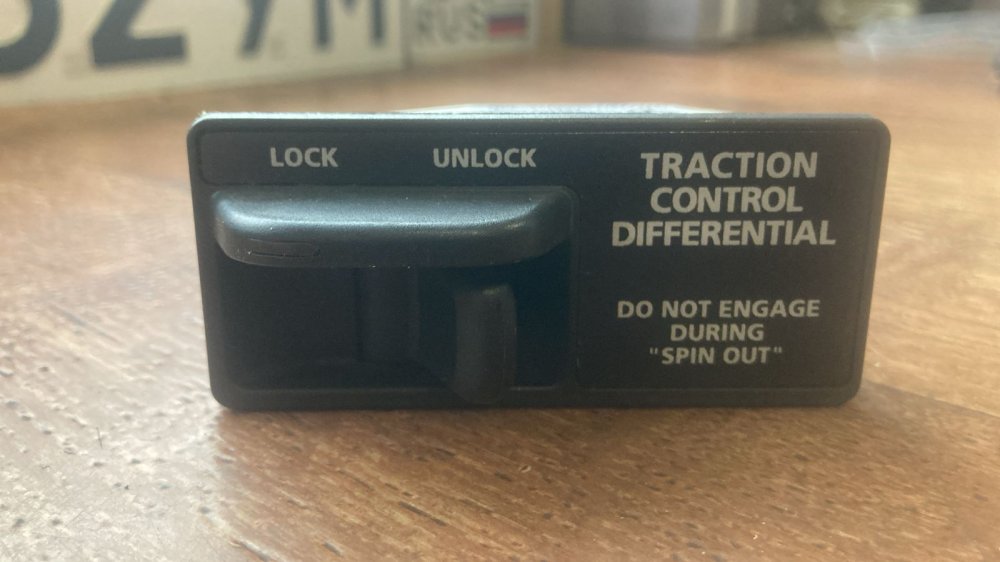 RUS
LOCK UNLOCK
TRACTION
CONTROL
DIFFERENTIAL
DO NOT ENGAGE
DURING
"SPIN OUT"